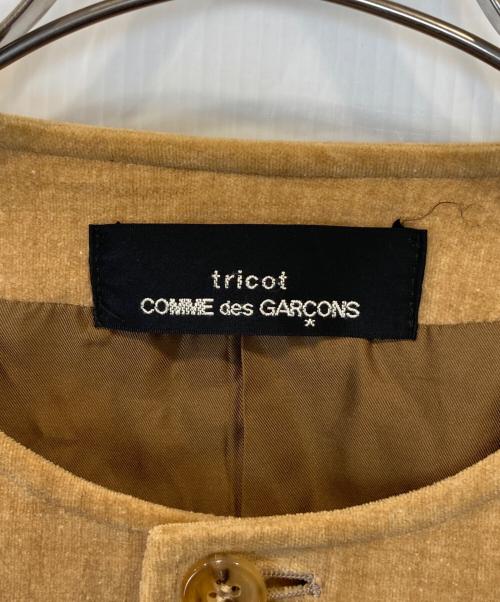 tricot
COMME des GARÇONS
*